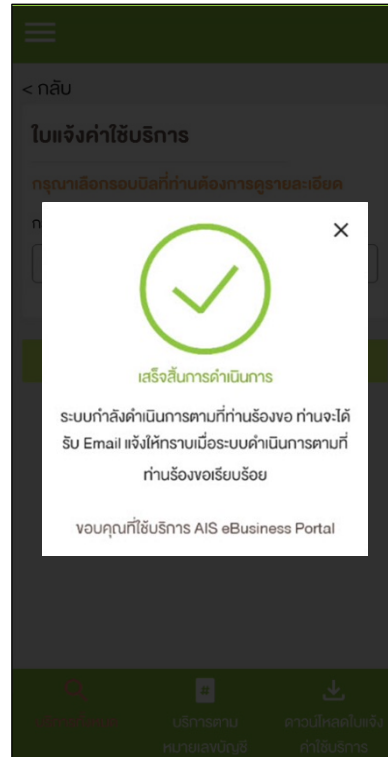 < กลับ
ใบแจ้งค่าใช้บริการ
กรุณาเลือกรอบบิลที่ท่านต้องการดูรายละเอียด
เสร็จสิ้นการดำเนินการ
ระบบกำลังดำเนินการตามที่ท่านร้องขอ ท่านจะได้
รับ Email แจ้งให้ทราบเมื่อระบบดำเนินการตามที่
ท่านร้องขอเรียบร้อย
ขอบคุณที่ใช้บริการ AIS eBusiness Portal
บริการตาม
หมายเลขบัญชี
ดาวน์โหลดใบแจ้ง
ค่าใช้บริการ